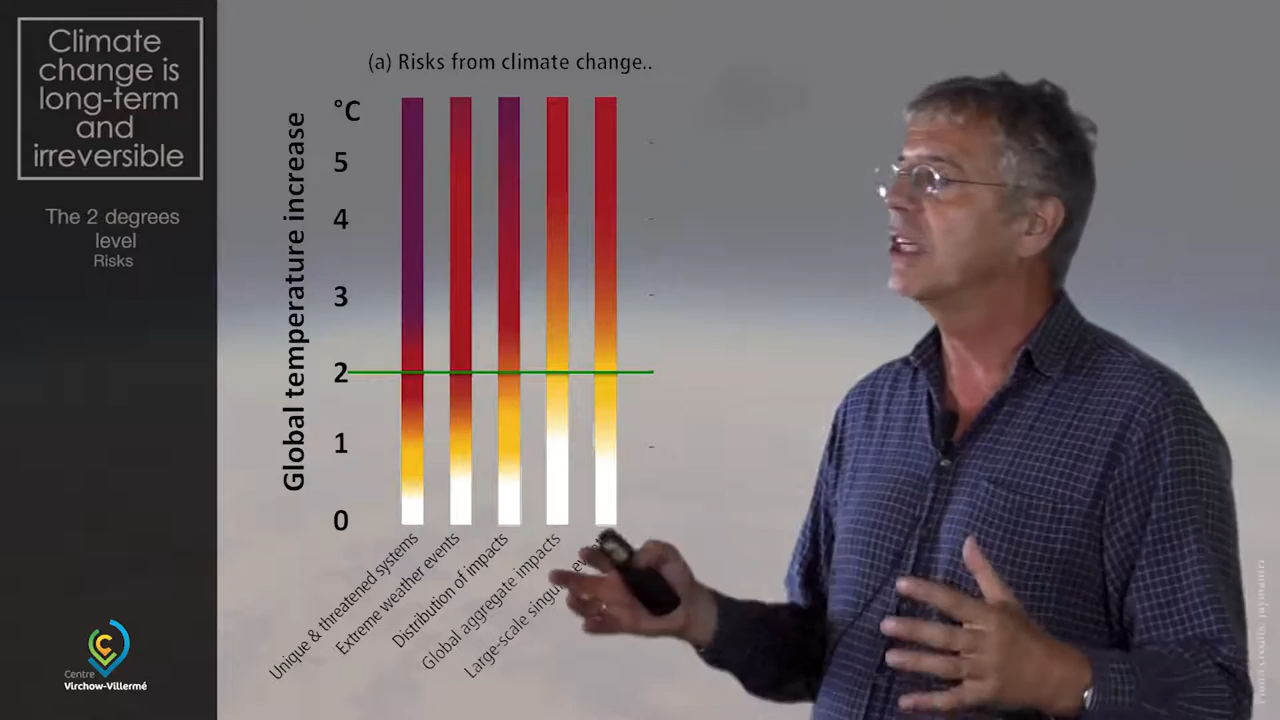 Climate
change is
long-term
and
irreversible
The 2 degrees
level
Risks
(a) Risks from climate change..
°C
5
4
3
2
1
0
Global temperature increase
Unique & threatened systems
Extreme weather events
Distribution of impacts
Global aggregate impacts
Large-scale singular
Centre
Virchow-Villermé